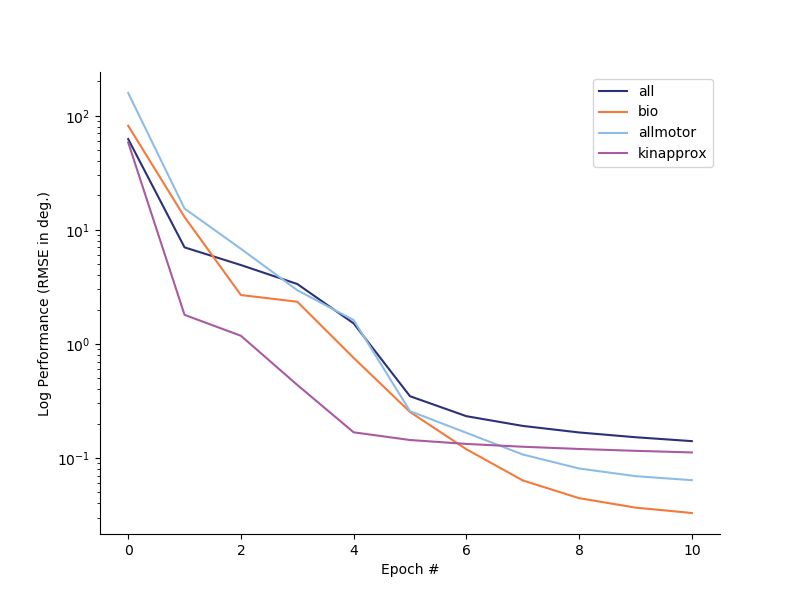 all
bio
allmotor
kinapprox
10²
10¹
10⁰
10⁻¹
Log Performance (RMSE in deg.)
0 2 4 6 8 10
Epoch #